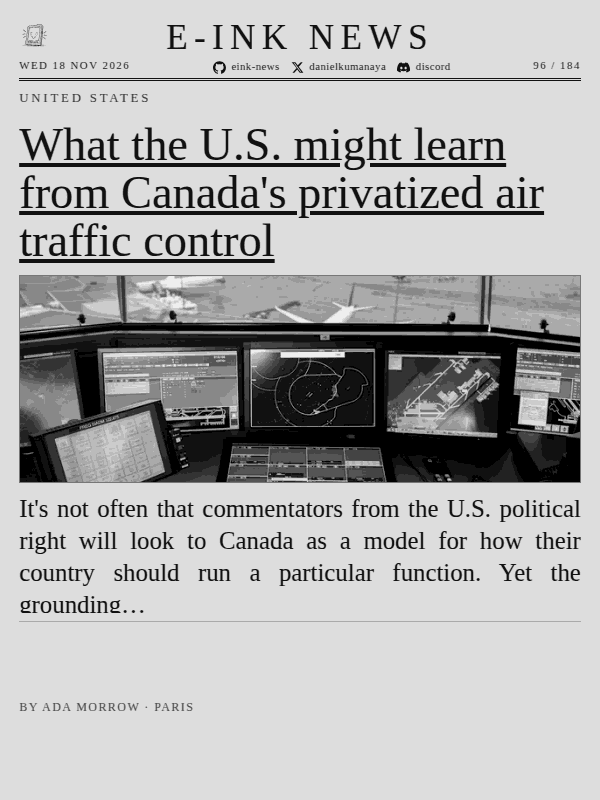 E-INK NEWS
WED 18 NOV 2026
eink-news danielkumanaya discord
96 / 184
UNITED STATES
What the U.S. might learn
from Canada's privatized air
traffic control
It's not often that commentators from the U.S. political
right will look to Canada as a model for how their
country should run a particular function. Yet the
grounding…
BY ADA MORROW · PARIS